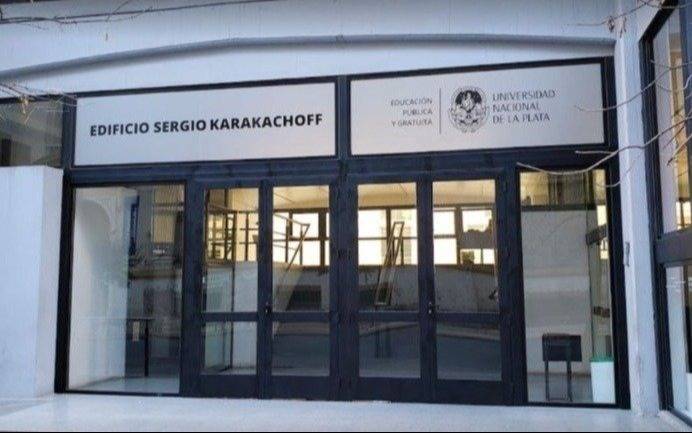 EDIFICIO SERGIO KARAKACHOFF
EDUCACIÓN
PÚBLICA
Y GRATUITA
UNIVERSIDAD
NACIONAL
DE LA PLATA